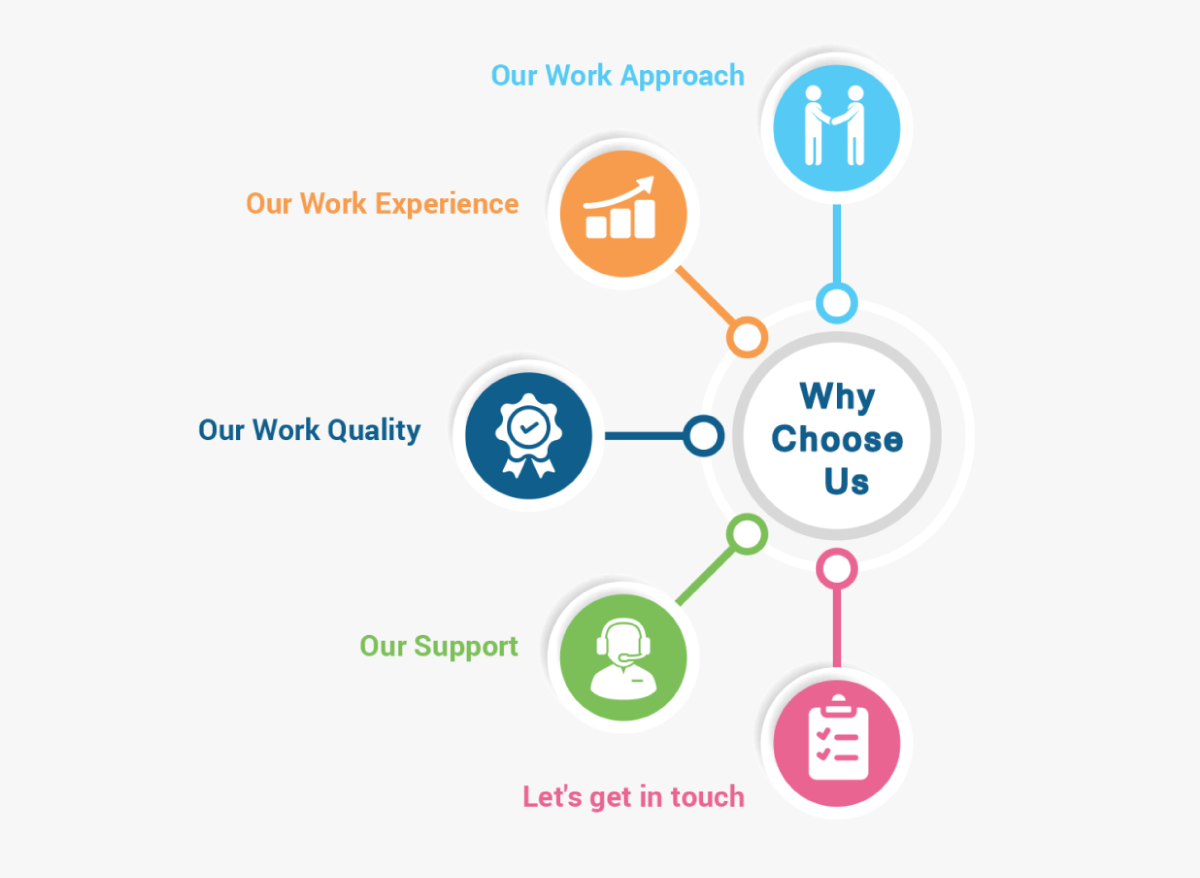 Our Work Approach
Our Work Experience
Our Work Quality
Our Support
Let's get in touch
Why
Choose
Us